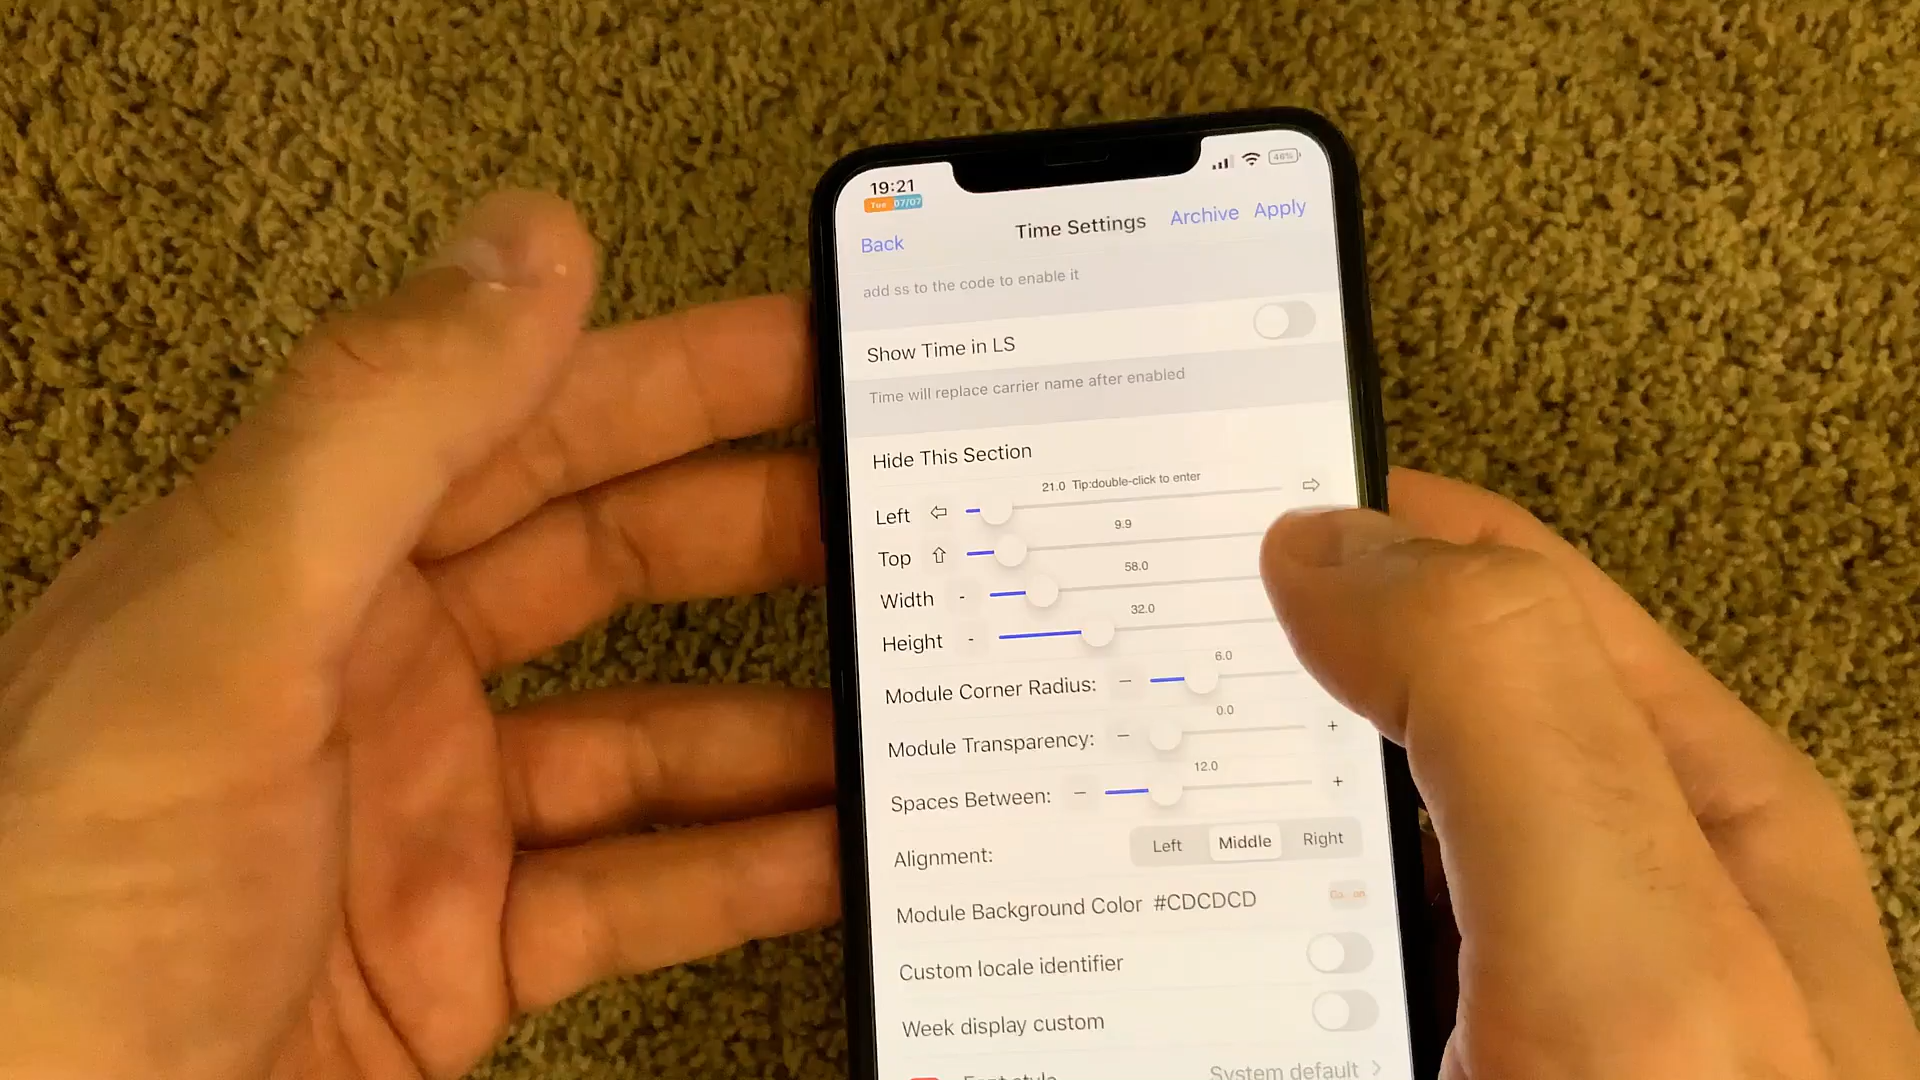 19:21
46%
Tue 07/07
Back
Time Settings
Archive
Apply
add ss to the code to enable it
Show Time in LS
Time will replace carrier name after enabled
Hide This Section
21.0 Tip:double-click to enter
Left
9.9
Top
58.0
Width -
32.0
Height -
6.0
Module Corner Radius: −
0.0
Module Transparency: − +
12.0
Spaces Between: − +
Alignment: Left Middle Right
Module Background Color #CDCDCD
Custom locale identifier
Week display custom
Font style System default